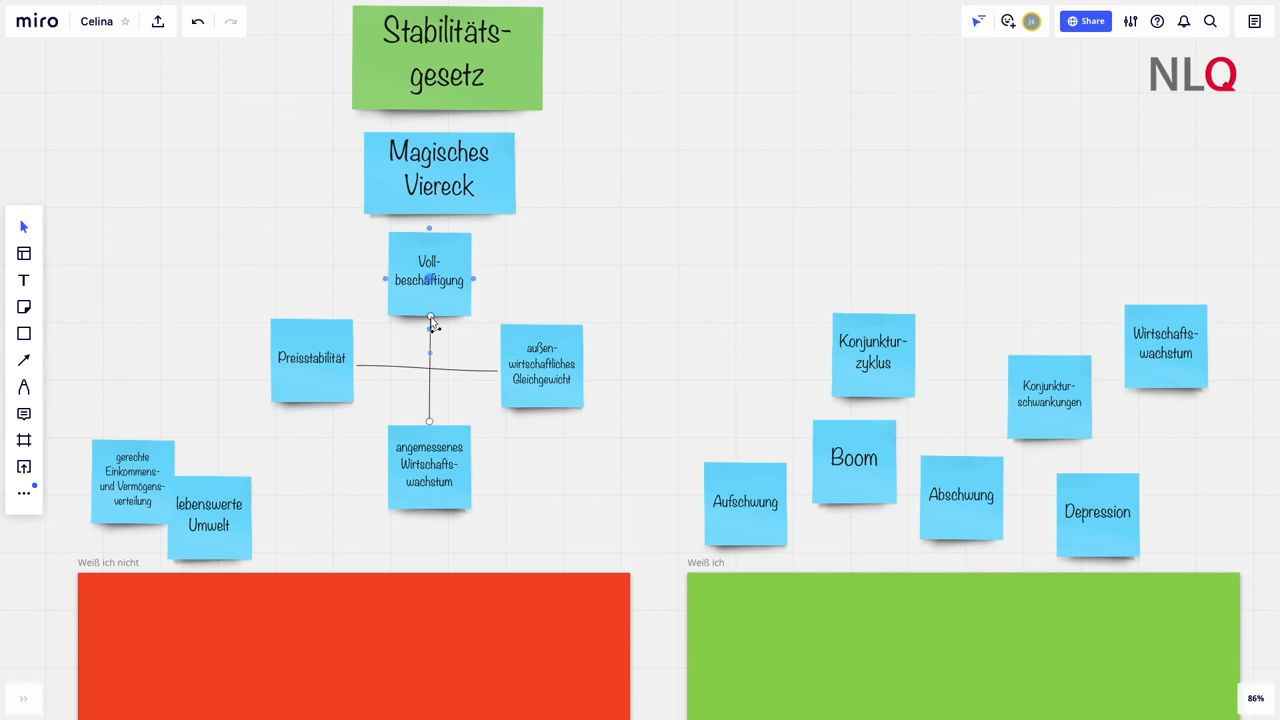 miro
Celina
Share
NLQ
Stabilitäts-
gesetz
Magisches
Viereck
Voll-
beschäftigung
Preisstabilität
außen-
wirtschaftliches
Gleichgewicht
angemessenes
Wirtschafts-
wachstum
gerechte
Einkommens-
und Vermögens-
verteilung
lebenswerte
Umwelt
Konjunktur-
zyklus
Konjunktur-
schwankungen
Wirtschafts-
wachstum
Aufschwung
Boom
Abschwung
Depression
Weiß ich nicht
Weiß ich
86%